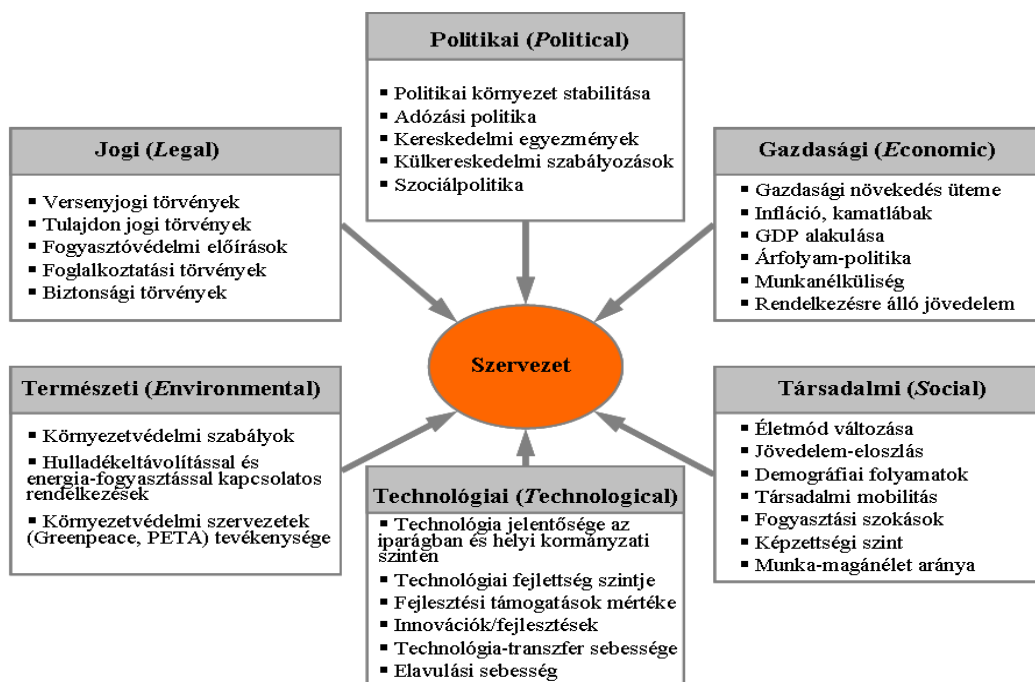 Politikai (Political)
▪ Politikai környezet stabilitása
▪ Adózási politika
▪ Kereskedelmi egyezmények
▪ Külkereskedelmi szabályozások
▪ Szociálpolitika
Jogi (Legal)
▪ Versenyjogi törvények
▪ Tulajdon jogi törvények
▪ Fogyasztóvédelmi előírások
▪ Foglalkoztatási törvények
▪ Biztonsági törvények
Gazdasági (Economic)
▪ Gazdasági növekedés üteme
▪ Infláció, kamatlábak
▪ GDP alakulása
▪ Árfolyam-politika
▪ Munkanélküliség
▪ Rendelkezésre álló jövedelem
Szervezet
Természeti (Environmental)
▪ Környezetvédelmi szabályok
▪ Hulladékeltávolítással és
energia-fogyasztással kapcsolatos
rendelkezések
▪ Környezetvédelmi szervezetek
(Greenpeace, PETA) tevékenysége
Technológiai (Technological)
▪ Technológia jelentősége az
iparágban és helyi kormányzati
szinten
▪ Technológiai fejlettség szintje
▪ Fejlesztési támogatások mértéke
▪ Innovációk/fejlesztések
▪ Technológia-transzfer sebessége
▪ Elavulási sebesség
Társadalmi (Social)
▪ Életmód változása
▪ Jövedelem-eloszlás
▪ Demográfiai folyamatok
▪ Társadalmi mobilitás
▪ Fogyasztási szokások
▪ Képzettségi szint
▪ Munka-magánélet aránya